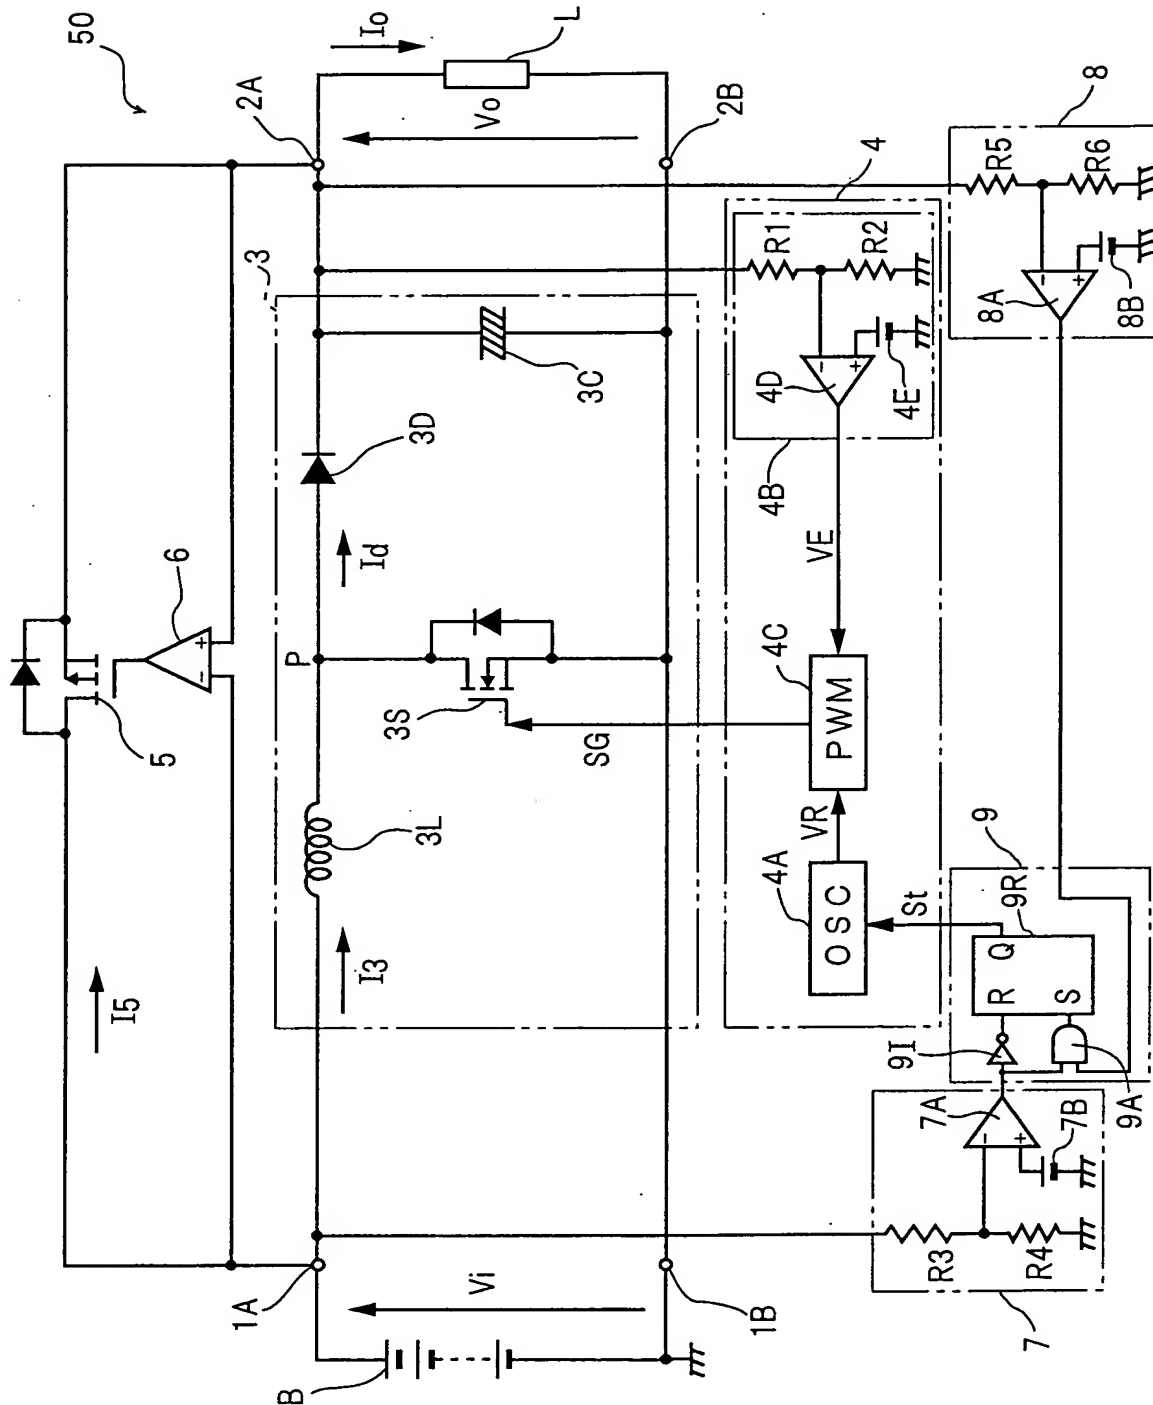 50
I5
5
6
1A
2A
3
I3
3L
P
Id
3D
3C
3S
SG
Vi
B
1B
Vo
Io
L
2B
4
4A
OSC
VR
4C
PWM
VE
4B
4D
4E
R1
R2
St
7
R3
R4
7A
7B
-
+
9
9I
9A
9R
R
S
Q
8
8A
8B
R5
R6
-
+
-
+
-
+